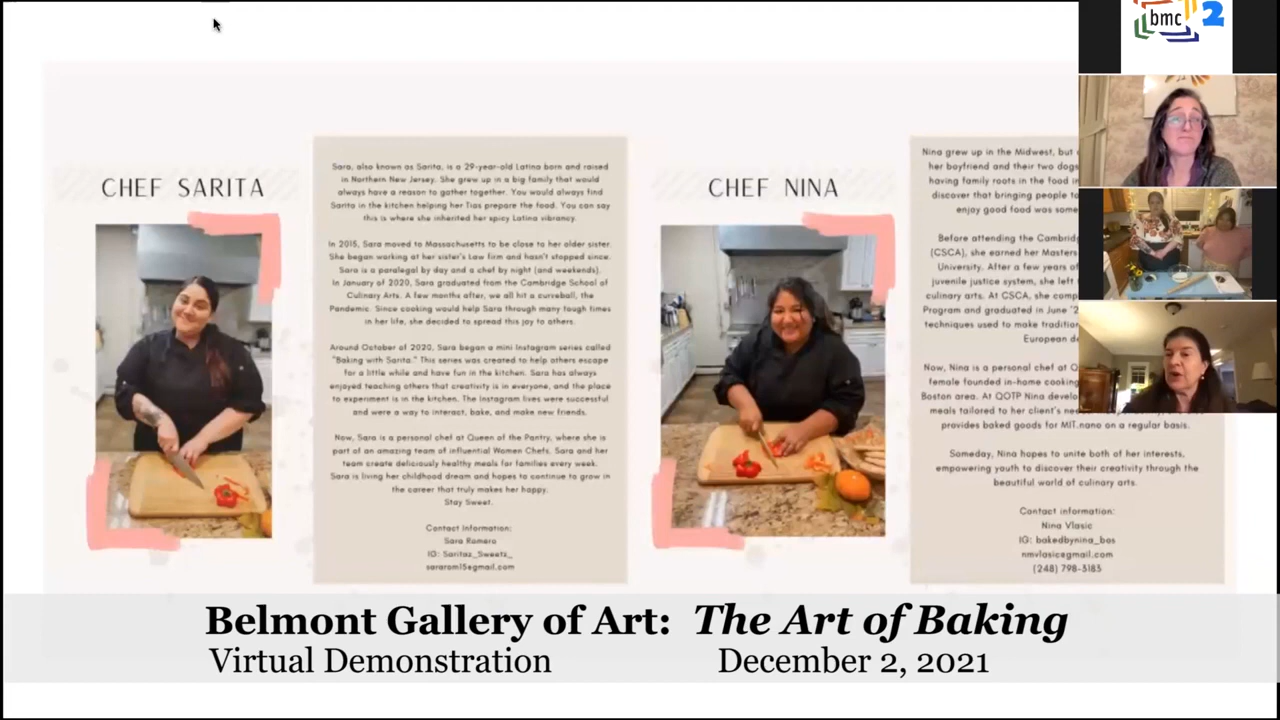 bmc 2
CHEF SARITA
Sara, also known as Sarita, is a 29-year-old Latina born and raised
in Northern New Jersey. She grew up in a big family that would
always have a reason to gather together. You would always find
Sarita in the kitchen helping her Tias prepare the food. You can say
this is where she inherited her spicy Latina vibrancy.
In 2015, Sara moved to Massachusetts to be close to her older sister.
She began working at her sister's Law firm and hasn't stopped since.
Sara is a paralegal by day and a chef by night (and weekends).
In January of 2020, Sara graduated from the Cambridge School of
Culinary Arts. A few months after, we all hit a curveball, the
Pandemic. Since cooking would help Sara through many tough times
in her life, she decided to spread this joy to others.
Around October of 2020, Sara began a mini Instagram series called
"Baking with Sarita." This series was created to help others escape
for a little while and have fun in the kitchen. Sara has always
enjoyed teaching others that creativity is in everyone, and the place
to experiment is in the kitchen. The Instagram lives were successful
and were a way to interact, bake, and make new friends.
Now, Sara is a personal chef at Queen of the Pantry, where she is
part of an amazing team of influential Women Chefs. Sara and her
team create deliciously healthy meals for families every week.
Sara is living her childhood dream and hopes to continue to grow in
the career that truly makes her happy.
Stay Sweet.
Contact Information:
Sara Romero
IG: Saritaz_Sweets_
sararom15@gmail.com
CHEF NINA
Nina grew up in the Midwest, but
her boyfriend and their two dogs
having family roots in the food in
discover that bringing people to
enjoy good food was some
Before attending the Cambrid
(CSCA), she earned her Masters
University. After a few years of
juvenile justice system, she left
culinary arts. At CSCA, she comp
Program and graduated in June '2
techniques used to make tradition
European de
Now, Nina is a personal chef at Q
female founded in-home cooking
Boston area. At QOTP Nina develo
meals tailored to her client's nee
provides baked goods for MIT.nano on a regular basis.
Someday, Nina hopes to unite both of her interests,
empowering youth to discover their creativity through the
beautiful world of culinary arts.
Contact information:
Nina Vlasic
IG: bakedbynina_bos
nmvlasic@gmail.com
(248) 798-3183
Belmont Gallery of Art: The Art of Baking
Virtual Demonstration December 2, 2021